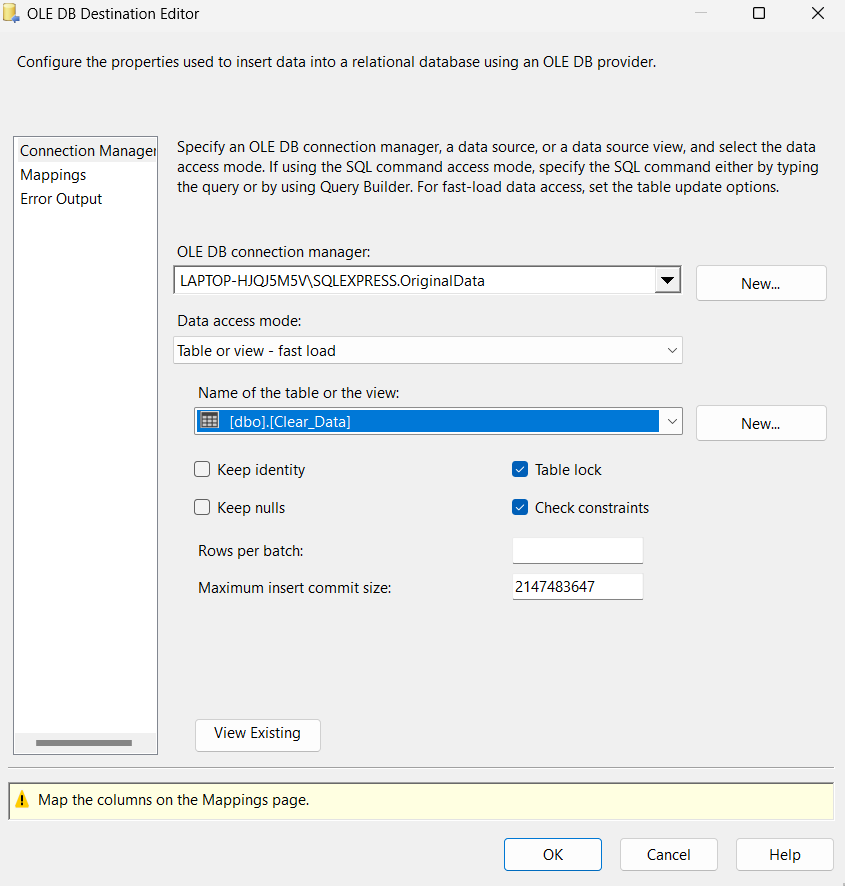 OLE DB Destination Editor
Configure the properties used to insert data into a relational database using an OLE DB provider.
Connection Manager
Mappings
Error Output
Specify an OLE DB connection manager, a data source, or a data source view, and select the data
access mode. If using the SQL command access mode, specify the SQL command either by typing
the query or by using Query Builder. For fast-load data access, set the table update options.
OLE DB connection manager:
LAPTOP-HJQJ5M5V\SQLEXPRESS.OriginalData
New...
Data access mode:
Table or view - fast load
Name of the table or the view:
[dbo].[Clear_Data]
New...
Keep identity
Table lock
Keep nulls
Check constraints
Rows per batch:
Maximum insert commit size:
2147483647
View Existing
Map the columns on the Mappings page.
OK
Cancel
Help